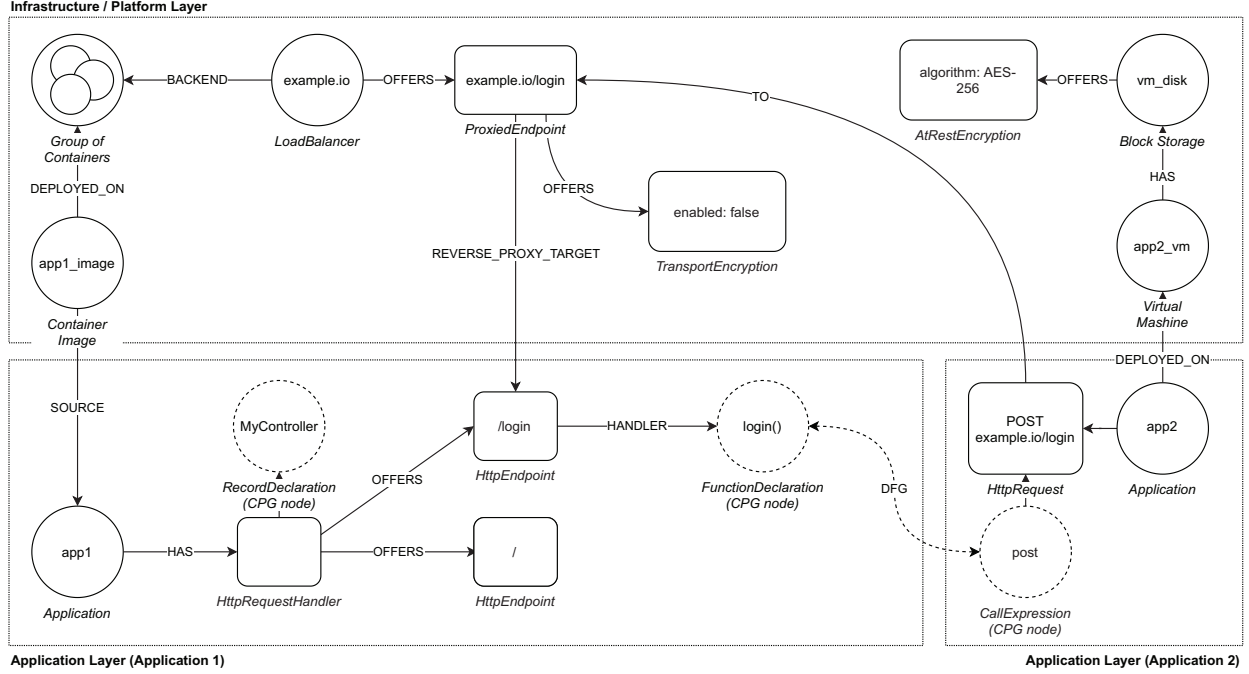 Infrastructure / Platform Layer
BACKEND
example.io
OFFERS
example.io/login
TO
algorithm: AES-
256
OFFERS
vm_disk
Group of
Containers
LoadBalancer
ProxiedEndpoint
AtRestEncryption
Block Storage
DEPLOYED_ON
OFFERS
HAS
enabled: false
app1_image
REVERSE_PROXY_TARGET
TransportEncryption
app2_vm
Container
Image
Virtual
Mashine
DEPLOYED_ON
SOURCE
MyController
/login
HANDLER
login()
POST
example.io/login
app2
OFFERS
HttpEndpoint
RecordDeclaration
(CPG node)
FunctionDeclaration
(CPG node)
DFG
HttpRequest
Application
app1
HAS
OFFERS
/
post
Application
HttpRequestHandler
HttpEndpoint
CallExpression
(CPG node)
Application Layer (Application 1)
Application Layer (Application 2)